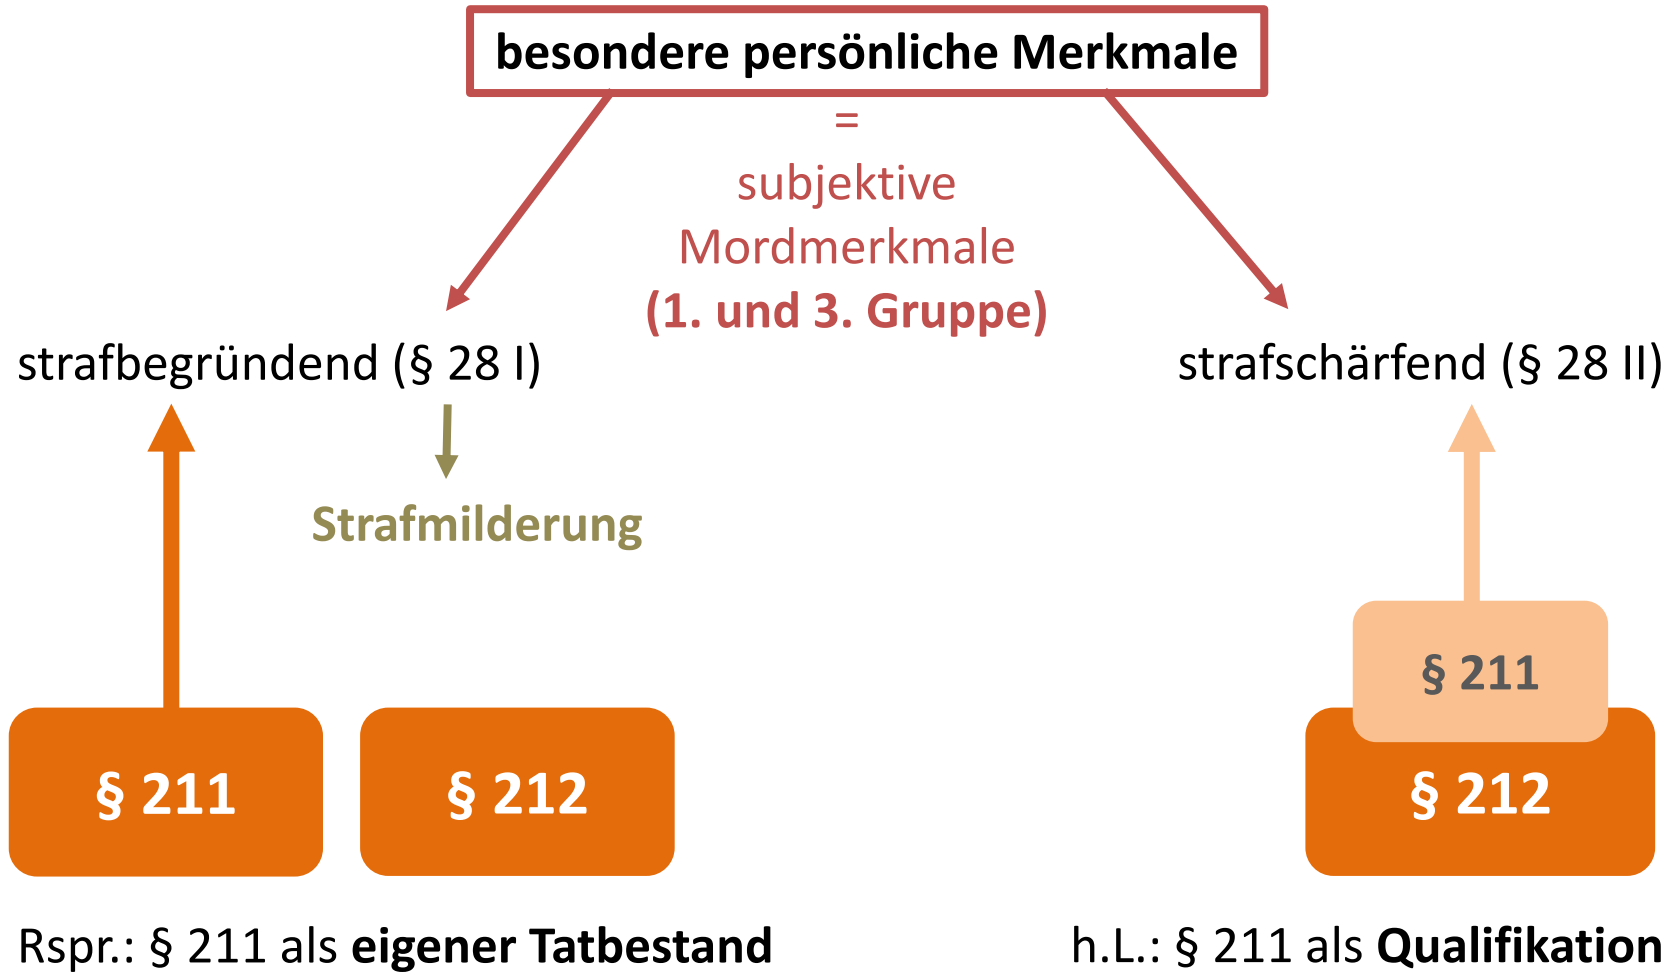 besondere persönliche Merkmale
=
subjektive
Mordmerkmale
(1. und 3. Gruppe)
strafbegründend (§ 28 I)
strafschärfend (§ 28 II)
Strafmilderung
§ 211
§ 211
§ 212
§ 212
Rspr.: § 211 als eigener Tatbestand
h.L.: § 211 als Qualifikation